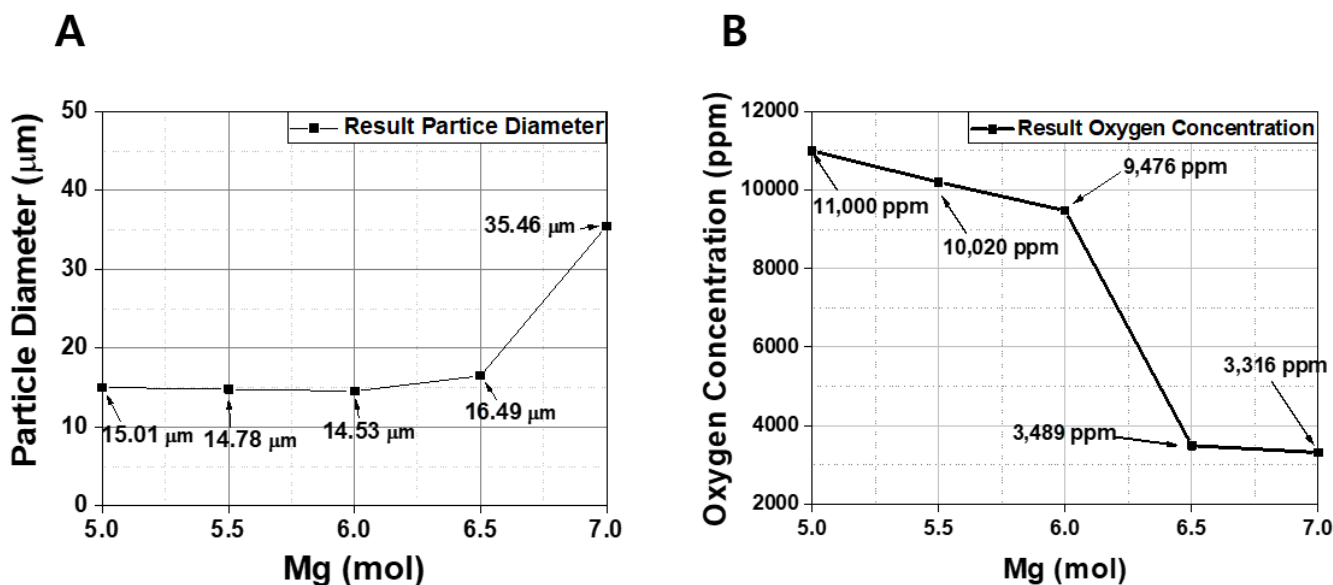 A
B
Particle Diameter (μm)
50
40
30
20
10
0
Result Partice Diameter
35.46 μm
15.01 μm
14.78 μm
14.53 μm
16.49 μm
5.0
5.5
6.0
6.5
7.0
Mg (mol)
Oxygen Concentration (ppm)
12000
10000
8000
6000
4000
2000
Result Oxygen Concentration
9,476 ppm
11,000 ppm
10,020 ppm
3,316 ppm
3,489 ppm
5.0
5.5
6.0
6.5
7.0
Mg (mol)